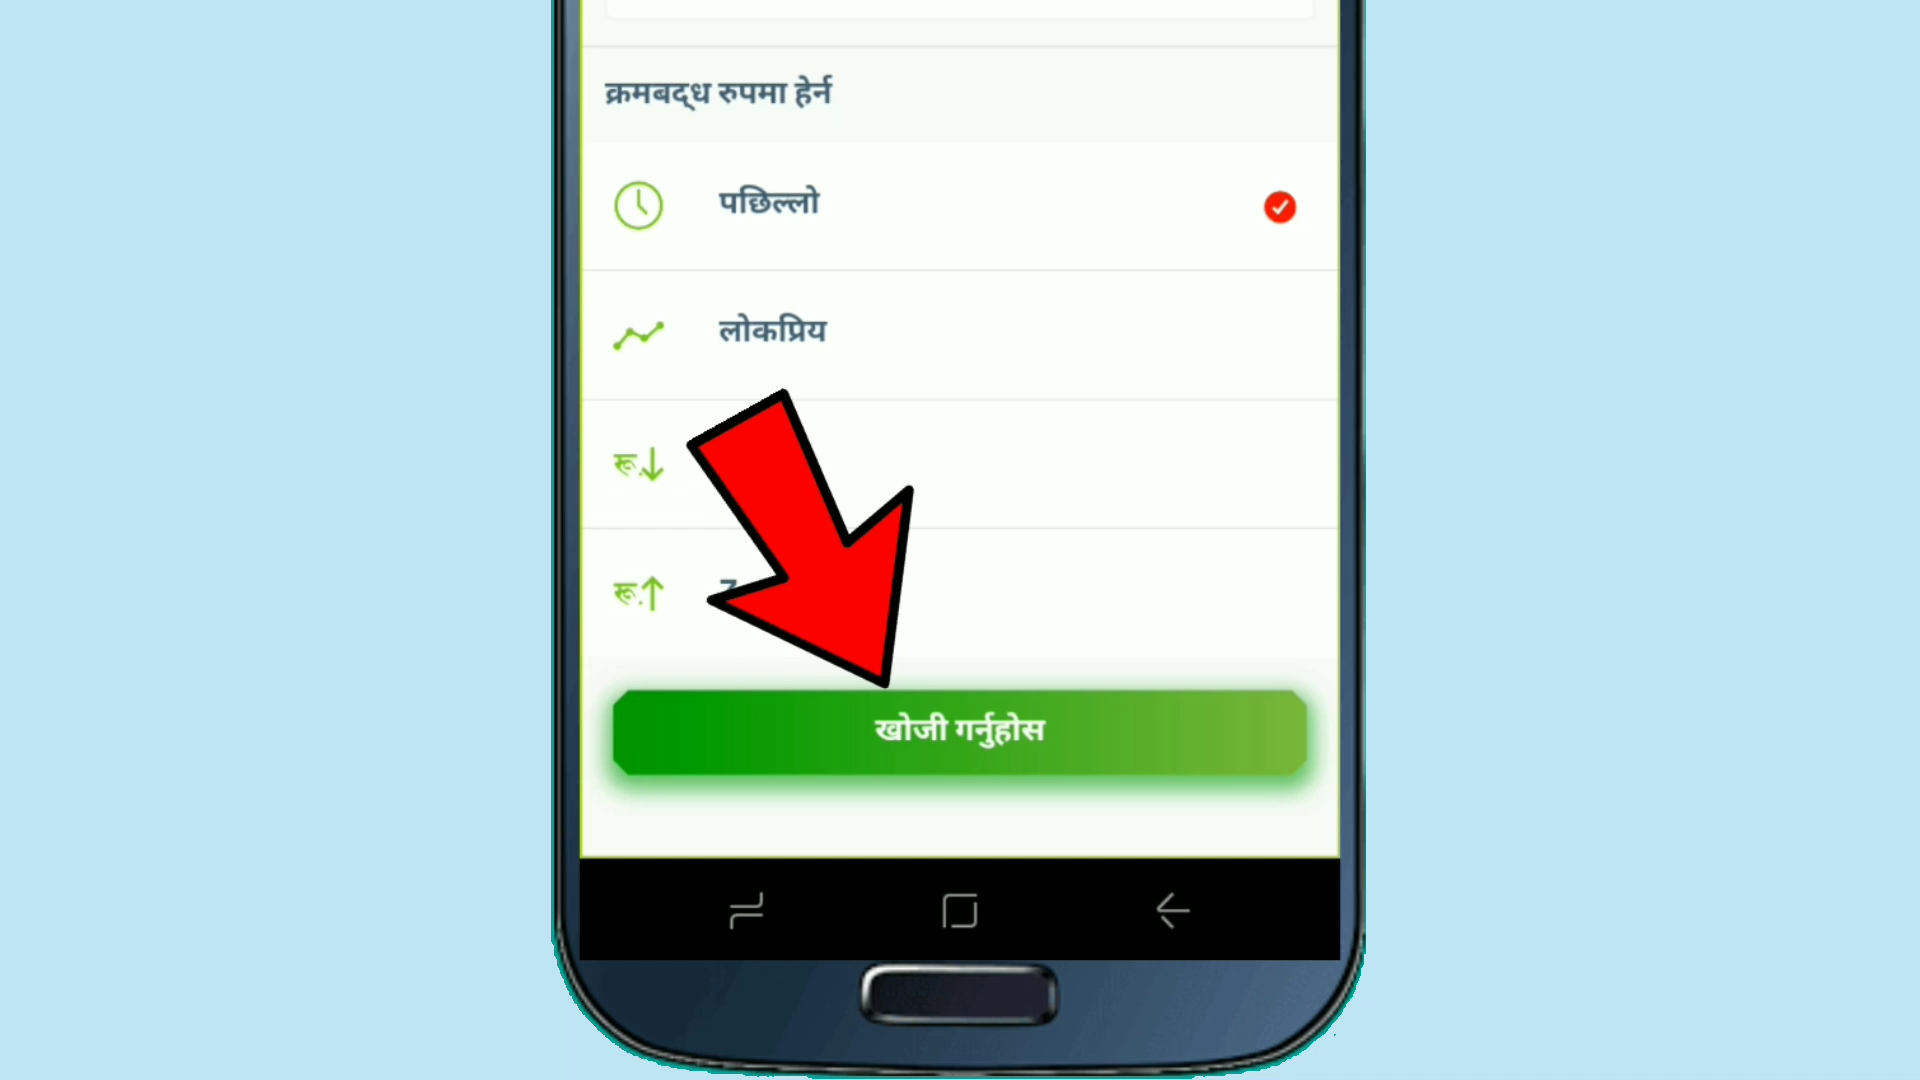 क्रमबद्ध रुपमा हेर्न
पछिल्लो
लोकप्रिय
रू.
रू.
खोजी गर्नुहोस